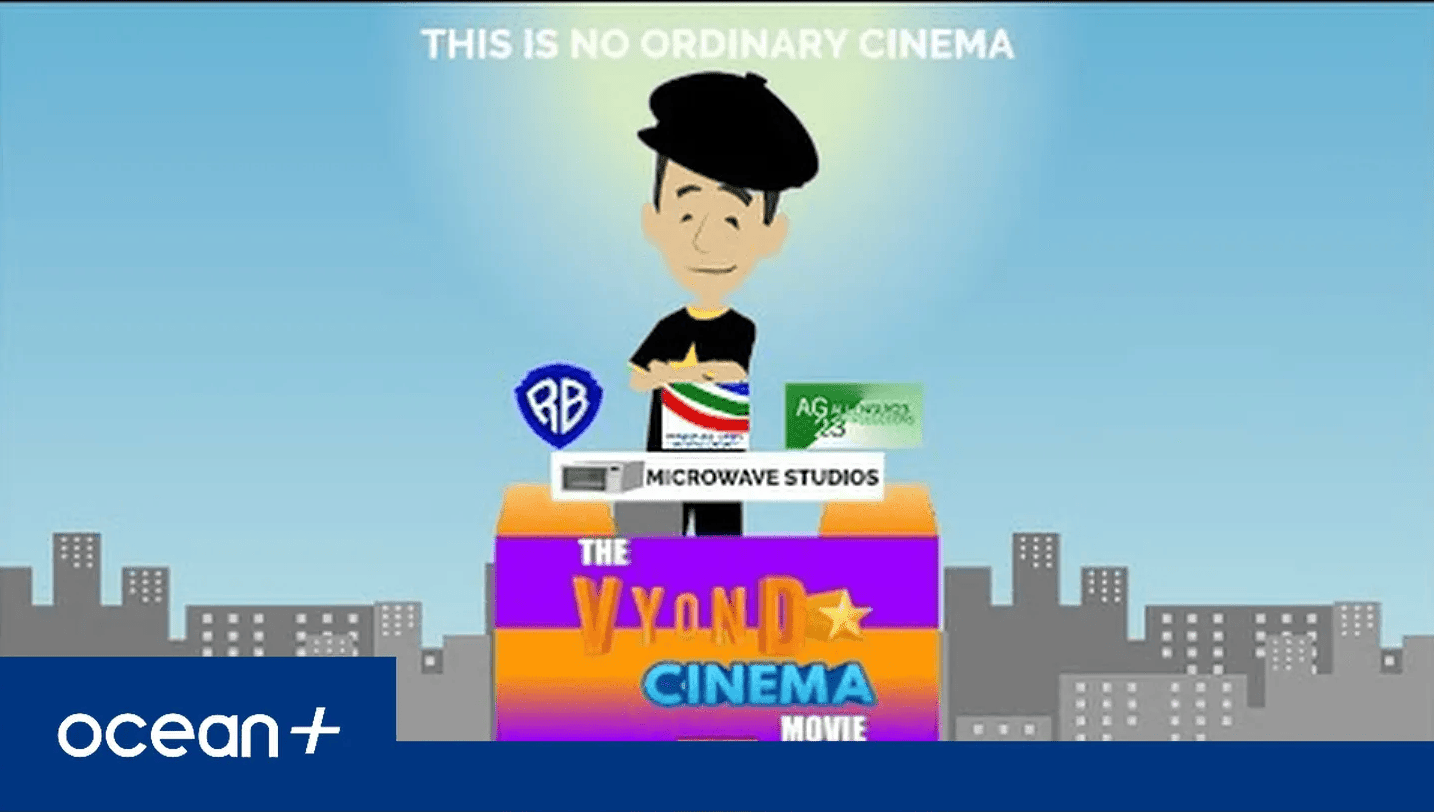 THIS IS NO ORDINARY CINEMA
RB
AG
23
MICROWAVE STUDIOS
THE
VYOND
CINEMA
MOVIE
ocean+